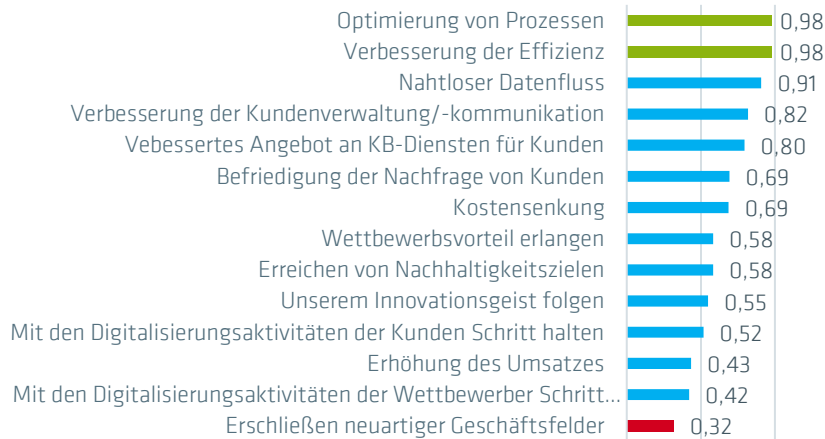 Optimierung von Prozessen 0,98
Verbesserung der Effizienz 0,98
Nahtloser Datenfluss 0,91
Verbesserung der Kundenverwaltung/-kommunikation 0,82
Vebessertes Angebot an KB-Diensten für Kunden 0,80
Befriedigung der Nachfrage von Kunden 0,69
Kostensenkung 0,69
Wettbewerbsvorteil erlangen 0,58
Erreichen von Nachhaltigkeitszielen 0,58
Unserem Innovationsgeist folgen 0,55
Mit den Digitalisierungsaktivitäten der Kunden Schritt halten 0,52
Erhöhung des Umsatzes 0,43
Mit den Digitalisierungsaktivitäten der Wettbewerber Schritt... 0,42
Erschließen neuartiger Geschäftsfelder 0,32